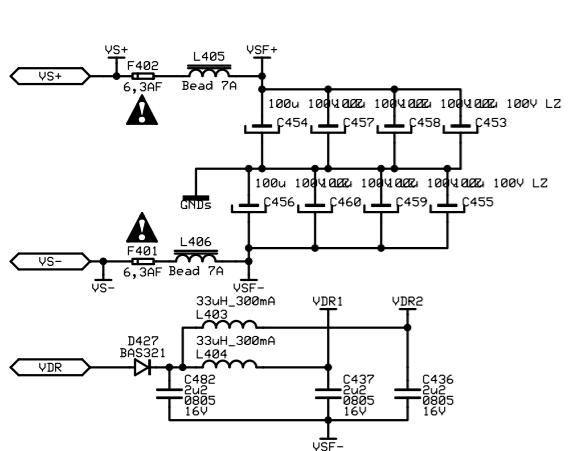 VS+
VSF+
F402
L405
VS+
6,3AF
Bead 7A
100u 100V LZ
C454
C457
C458
C453
100u 100V LZ
C456
C460
C459
C455
GNDs
F401
L406
VS-
6,3AF
Bead 7A
VS-
VSF-
33uH_300mA
L403
VDR1
VDR2
33uH_300mA
L404
D427
BAS321
VDR
C482
2u2
0805
16V
C437
2u2
0805
16V
C436
2u2
0805
16V
VSF-